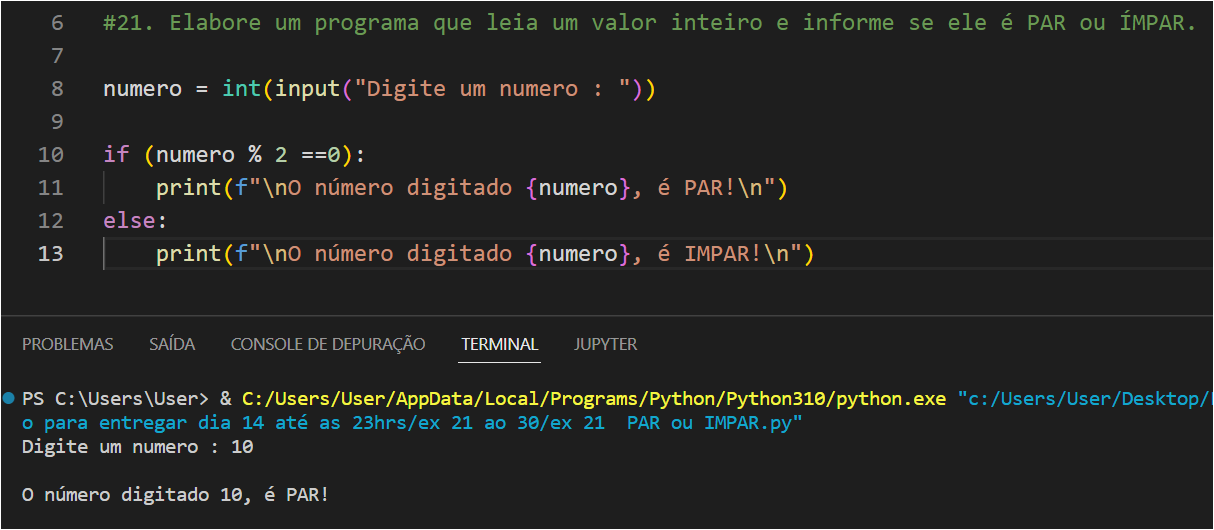 6 #21. Elabore um programa que leia um valor inteiro e informe se ele é PAR ou ÍMPAR.
7
8 numero = int(input("Digite um numero : "))
9
10 if (numero % 2 ==0):
11     print(f"\nO número digitado {numero}, é PAR!\n")
12 else:
13     print(f"\nO número digitado {numero}, é IMPAR!\n")
PROBLEMAS SAÍDA CONSOLE DE DEPURAÇÃO TERMINAL JUPYTER
PS C:\Users\User> & C:/Users/User/AppData/Local/Programs/Python/Python310/python.exe "c:/Users/User/Desktop/
o para entregar dia 14 até as 23hrs/ex 21 ao 30/ex 21  PAR ou IMPAR.py"
Digite um numero : 10
O número digitado 10, é PAR!